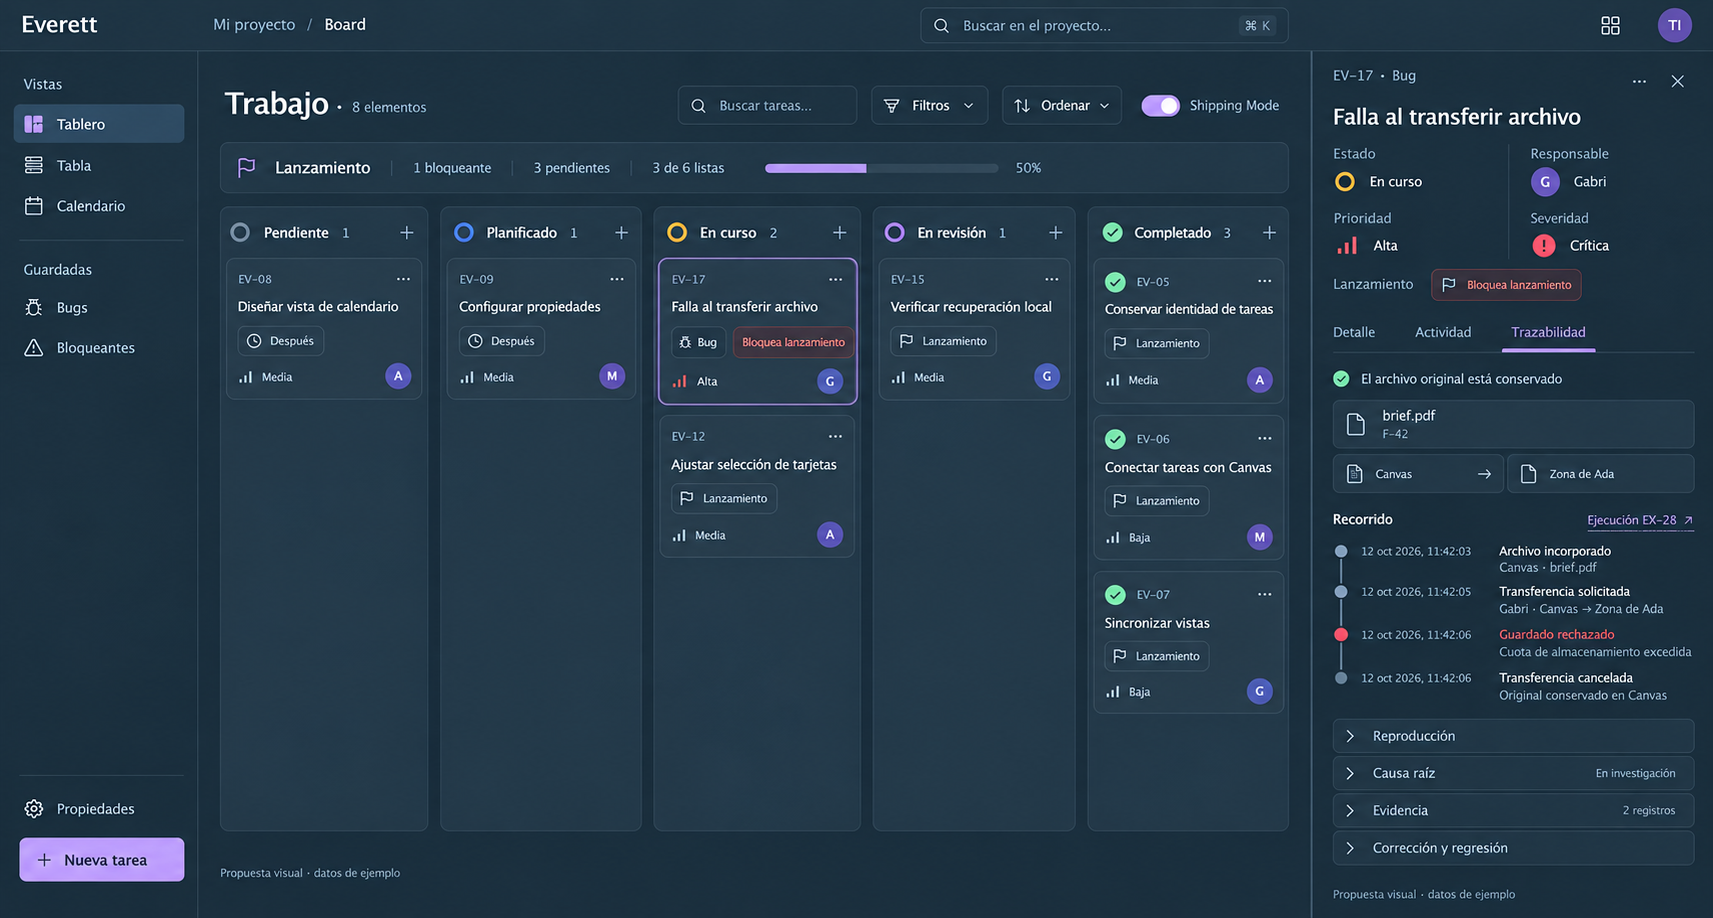 Everett
Mi proyecto / Board
Buscar en el proyecto... ⌘ K
TI
Vistas
Tablero
Tabla
Calendario
Guardadas
Bugs
Bloqueantes
Propiedades
+ Nueva tarea
Trabajo • 8 elementos
Buscar tareas...
Filtros
Ordenar
Shipping Mode
Lanzamiento
1 bloqueante
3 pendientes
3 de 6 listas
50%
Pendiente 1 +
EV-08 ...
Diseñar vista de calendario
Después
Media
A
Planificado 1 +
EV-09 ...
Configurar propiedades
Después
Media
M
En curso 2 +
EV-17 ...
Falla al transferir archivo
Bug
Bloquea lanzamiento
Alta
G
EV-12 ...
Ajustar selección de tarjetas
Lanzamiento
Media
A
En revisión 1 +
EV-15 ...
Verificar recuperación local
Lanzamiento
Media
G
Completado 3 +
EV-05 ...
Conservar identidad de tareas
Lanzamiento
Media
A
EV-06 ...
Conectar tareas con Canvas
Lanzamiento
Baja
M
EV-07 ...
Sincronizar vistas
Lanzamiento
Baja
G
Propuesta visual · datos de ejemplo
EV-17 • Bug ...
Falla al transferir archivo
Estado
En curso
Responsable
G Gabri
Prioridad
Alta
Severidad
! Crítica
Lanzamiento
Bloquea lanzamiento
Detalle
Actividad
Trazabilidad
El archivo original está conservado
brief.pdf
F-42
Canvas →
Zona de Ada
Recorrido
Ejecución EX-28 ↗
12 oct 2026, 11:42:03 Archivo incorporado
Canvas · brief.pdf
12 oct 2026, 11:42:05 Transferencia solicitada
Gabri · Canvas → Zona de Ada
12 oct 2026, 11:42:06 Guardado rechazado
Cuota de almacenamiento excedida
12 oct 2026, 11:42:06 Transferencia cancelada
Original conservado en Canvas
Reproducción
Causa raíz En investigación
Evidencia 2 registros
Corrección y regresión
Propuesta visual · datos de ejemplo